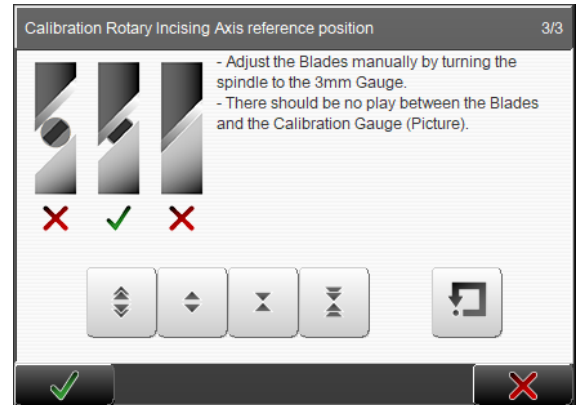 Calibration Rotary Incising Axis reference position 3/3
- Adjust the Blades manually by turning the
spindle to the 3mm Gauge.
- There should be no play between the Blades
and the Calibration Gauge (Picture).